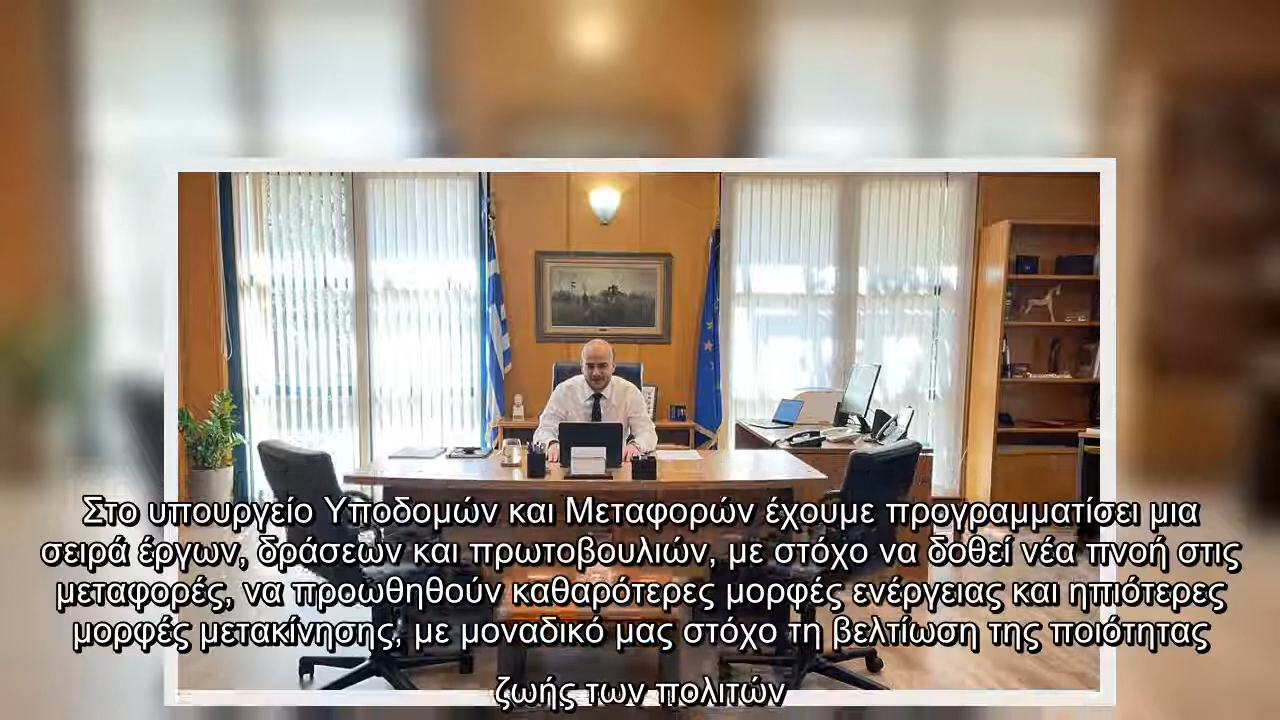 Στο υπουργείο Υποδομών και Μεταφορών έχουμε προγραμματίσει μια
σειρά έργων, δράσεων και πρωτοβουλιών, με στόχο να δοθεί νέα πνοή στις
μεταφορές, να προωθηθούν καθαρότερες μορφές ενέργειας και ηπιότερες
μορφές μετακίνησης, με μοναδικό μας στόχο τη βελτίωση της ποιότητας
ζωής των πολιτών